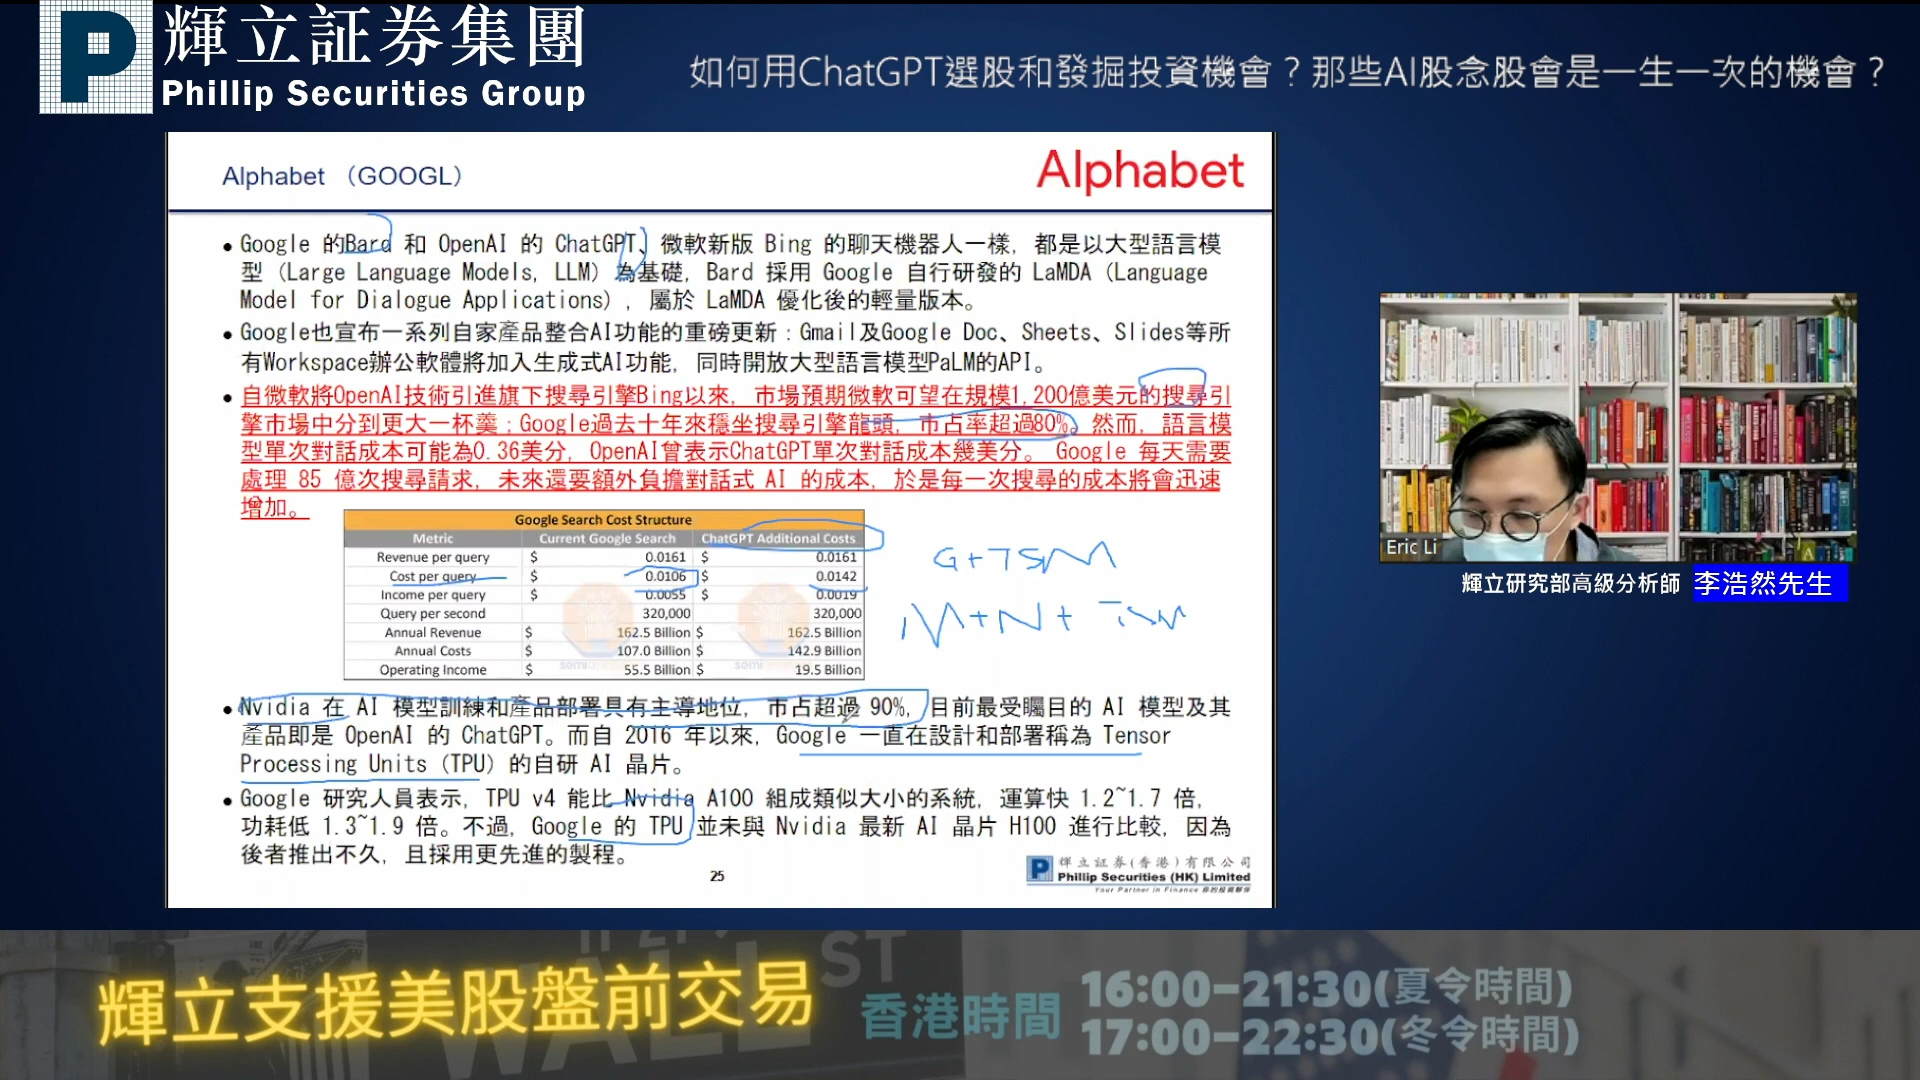 輝立証券集團
Phillip Securities Group
如何用ChatGPT選股和發掘投資機會？那些AI股念股會是一生一次的機會？
Alphabet （GOOGL）
Alphabet
Google 的Bard 和 OpenAI 的 ChatGPT、微軟新版 Bing 的聊天機器人一樣, 都是以大型語言模
型 (Large Language Models, LLM) 為基礎, Bard 採用 Google 自行研發的 LaMDA (Language
Model for Dialogue Applications) , 屬於 LaMDA 優化後的輕量版本。
Google也宣布一系列自家產品整合AI功能的重磅更新：Gmail及Google Doc、Sheets、Slides等所
有Workspace辦公軟體將加入生成式AI功能, 同時開放大型語言模型PaLM的API。
自微軟將OpenAI技術引進旗下搜尋引擎Bing以來, 市場預期微軟可望在規模1,200億美元的搜尋引
擎市場中分到更大一杯羹；Google過去十年來穩坐搜尋引擎龍頭, 市占率超過80%。然而, 語言模
型單次對話成本可能為0.36美分, OpenAI曾表示ChatGPT單次對話成本幾美分。 Google 每天需要
處理 85 億次搜尋請求, 未來還要額外負擔對話式 AI 的成本, 於是每一次搜尋的成本將會迅速
增加。
Google Search Cost Structure
Metric Current Google Search ChatGPT Additional Costs
Revenue per query $ 0.0161 $ 0.0161
Cost per query $ 0.0106 $ 0.0142
Income per query $ 0.0055 $ 0.0019
Query per second 320,000 320,000
Annual Revenue $ 162.5 Billion $ 162.5 Billion
Annual Costs $ 107.0 Billion $ 142.9 Billion
Operating Income $ 55.5 Billion $ 19.5 Billion
G+TSM
M+N+ TSM
Nvidia 在 AI 模型訓練和產品部署具有主導地位, 市占超過 90%, 目前最受矚目的 AI 模型及其
產品即是 OpenAI 的 ChatGPT。而自 2016 年以來, Google 一直在設計和部署稱為 Tensor
Processing Units (TPU) 的自研 AI 晶片。
Google 研究人員表示, TPU v4 能比 Nvidia A100 組成類似大小的系統, 運算快 1.2~1.7 倍,
功耗低 1.3~1.9 倍。不過, Google 的 TPU 並未與 Nvidia 最新 AI 晶片 H100 進行比較, 因為
後者推出不久, 且採用更先進的製程。
25
輝立証券(香港)有限公司
Phillip Securities (HK) Limited
Your Partner in Finance 你的投資夥伴
Eric Li
輝立研究部高級分析師 李浩然先生
輝立支援美股盤前交易
香港時間
16:00-21:30(夏令時間)
17:00-22:30(冬令時間)
WALL ST